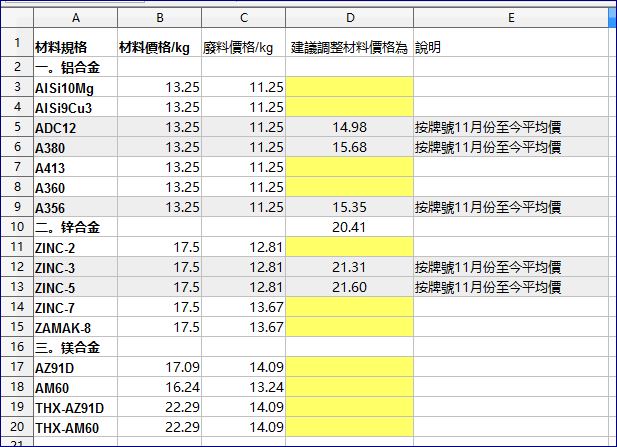 A B C D E
1 材料規格 材料價格/kg 廢料價格/kg 建議調整材料價格為 說明
2 一。铝合金
3 AlSi10Mg 13.25 11.25
4 AlSi9Cu3 13.25 11.25
5 ADC12 13.25 11.25 14.98 按牌號11月份至今平均價
6 A380 13.25 11.25 15.68 按牌號11月份至今平均價
7 A413 13.25 11.25
8 A360 13.25 11.25
9 A356 13.25 11.25 15.35 按牌號11月份至今平均價
10 二。锌合金 20.41
11 ZINC-2 17.5 12.81
12 ZINC-3 17.5 12.81 21.31 按牌號11月份至今平均價
13 ZINC-5 17.5 12.81 21.60 按牌號11月份至今平均價
14 ZINC-7 17.5 13.67
15 ZAMAK-8 17.5 13.67
16 三。镁合金
17 AZ91D 17.09 14.09
18 AM60 16.24 13.24
19 THX-AZ91D 22.29 14.09
20 THX-AM60 22.29 14.09
21